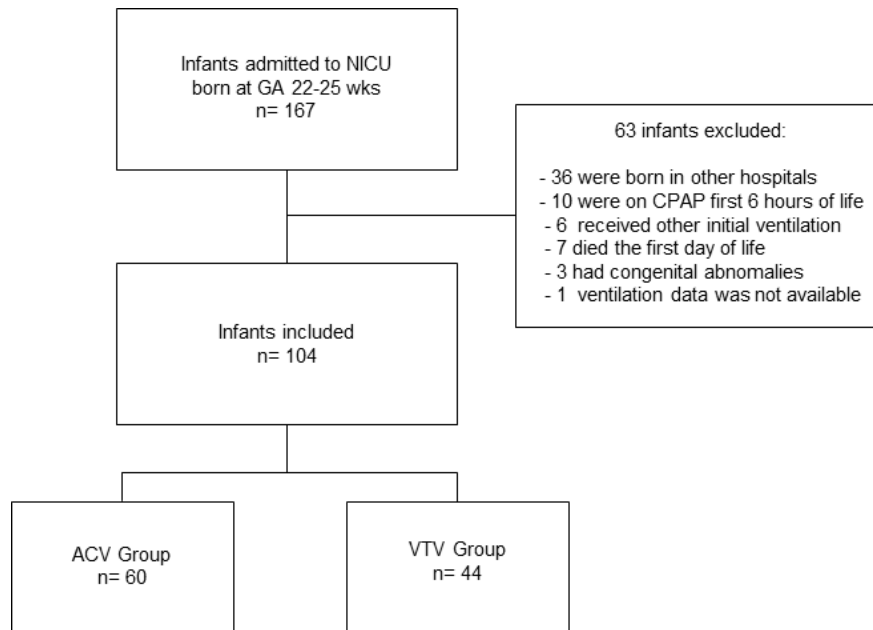 Infants admitted to NICU
born at GA 22-25 wks
n= 167
63 infants excluded:
- 36 were born in other hospitals
- 10 were on CPAP first 6 hours of life
- 6 received other initial ventilation
- 7 died the first day of life
- 3 had congenital abnomalies
- 1 ventilation data was not available
Infants included
n= 104
ACV Group
n= 60
VTV Group
n= 44